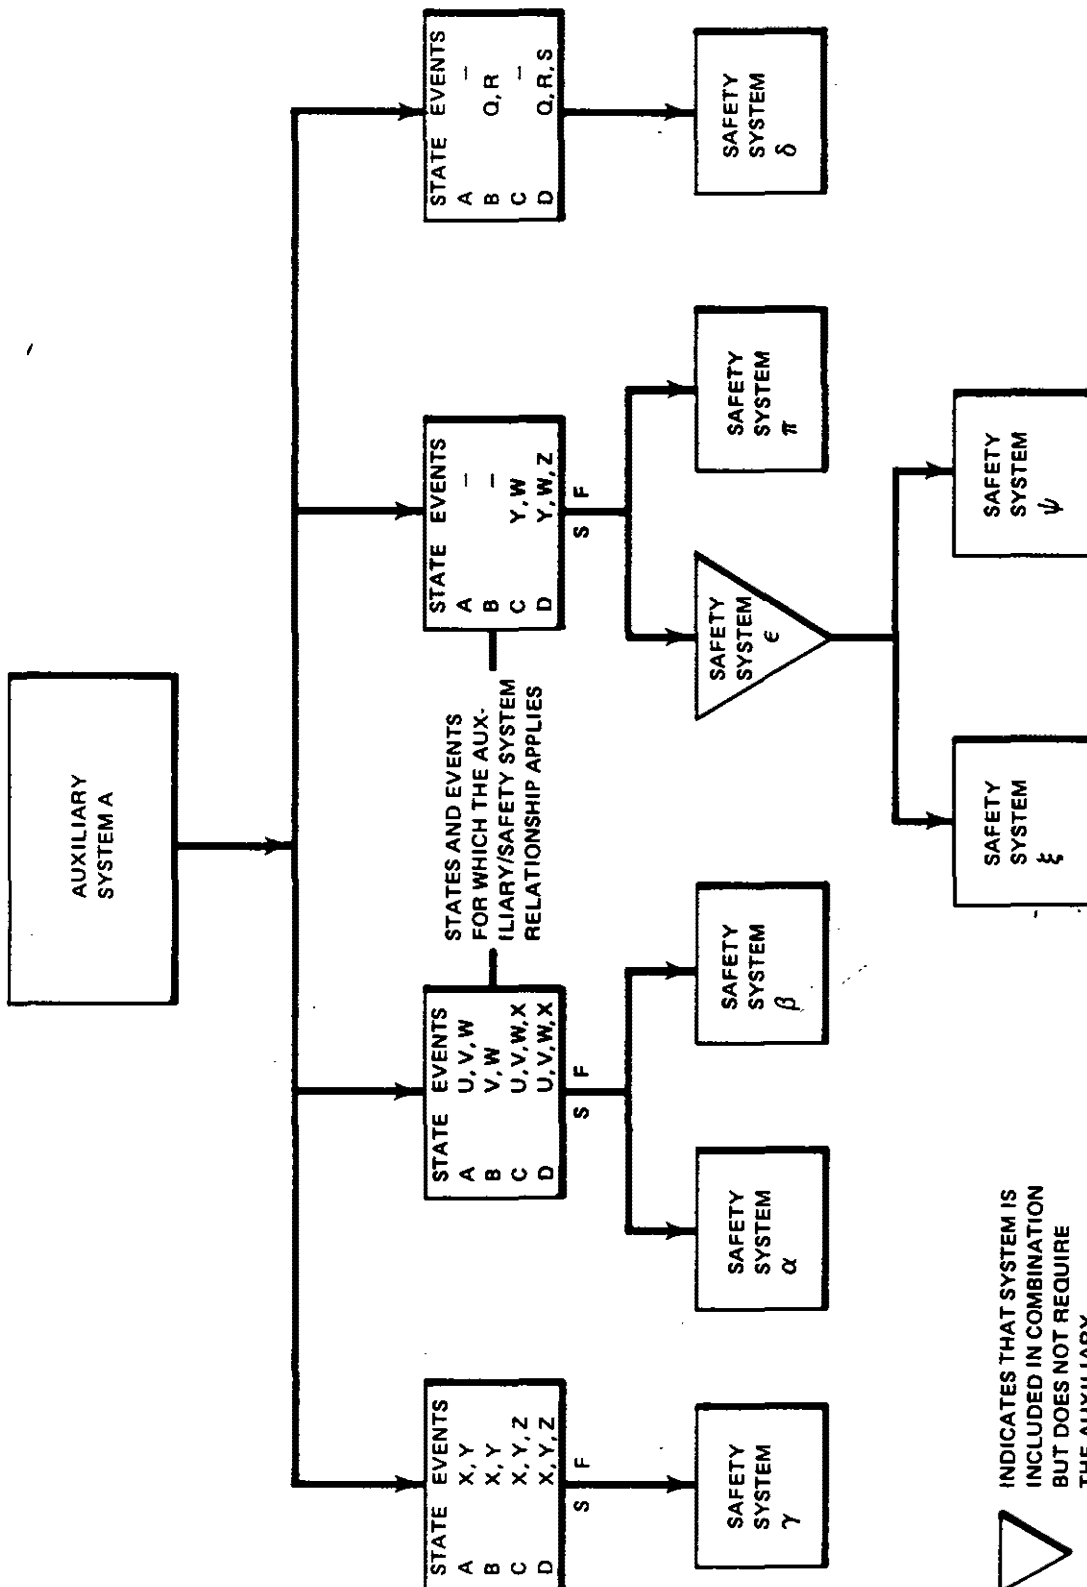 AUXILIARY
SYSTEM A
STATE EVENTS
A X, Y
B X, Y
C X, Y, Z
D X, Y, Z
S F
SAFETY
SYSTEM
γ
STATE EVENTS
A U, V, W
B V, W
C U, V, W, X
D U, V, W, X
S F
SAFETY
SYSTEM
α
SAFETY
SYSTEM
β
STATES AND EVENTS
FOR WHICH THE AUX-
ILIARY/SAFETY SYSTEM
RELATIONSHIP APPLIES
STATE EVENTS
A —
B —
C Y, W
D Y, W, Z
S F
SAFETY
SYSTEM
ϵ
SAFETY
SYSTEM
π
SAFETY
SYSTEM
ξ
SAFETY
SYSTEM
ψ
STATE EVENTS
A —
B Q, R
C —
D Q, R, S
SAFETY
SYSTEM
δ
INDICATES THAT SYSTEM IS
INCLUDED IN COMBINATION
BUT DOES NOT REQUIRE
THE AUXILIARY